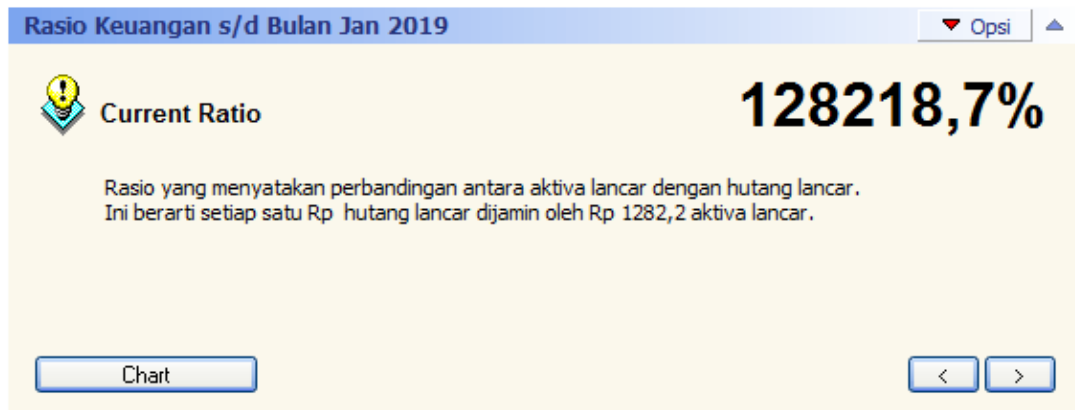 Rasio Keuangan s/d Bulan Jan 2019
Opsi
Current Ratio
128218,7%
Rasio yang menyatakan perbandingan antara aktiva lancar dengan hutang lancar.
Ini berarti setiap satu Rp hutang lancar dijamin oleh Rp 1282,2 aktiva lancar.
Chart
< >